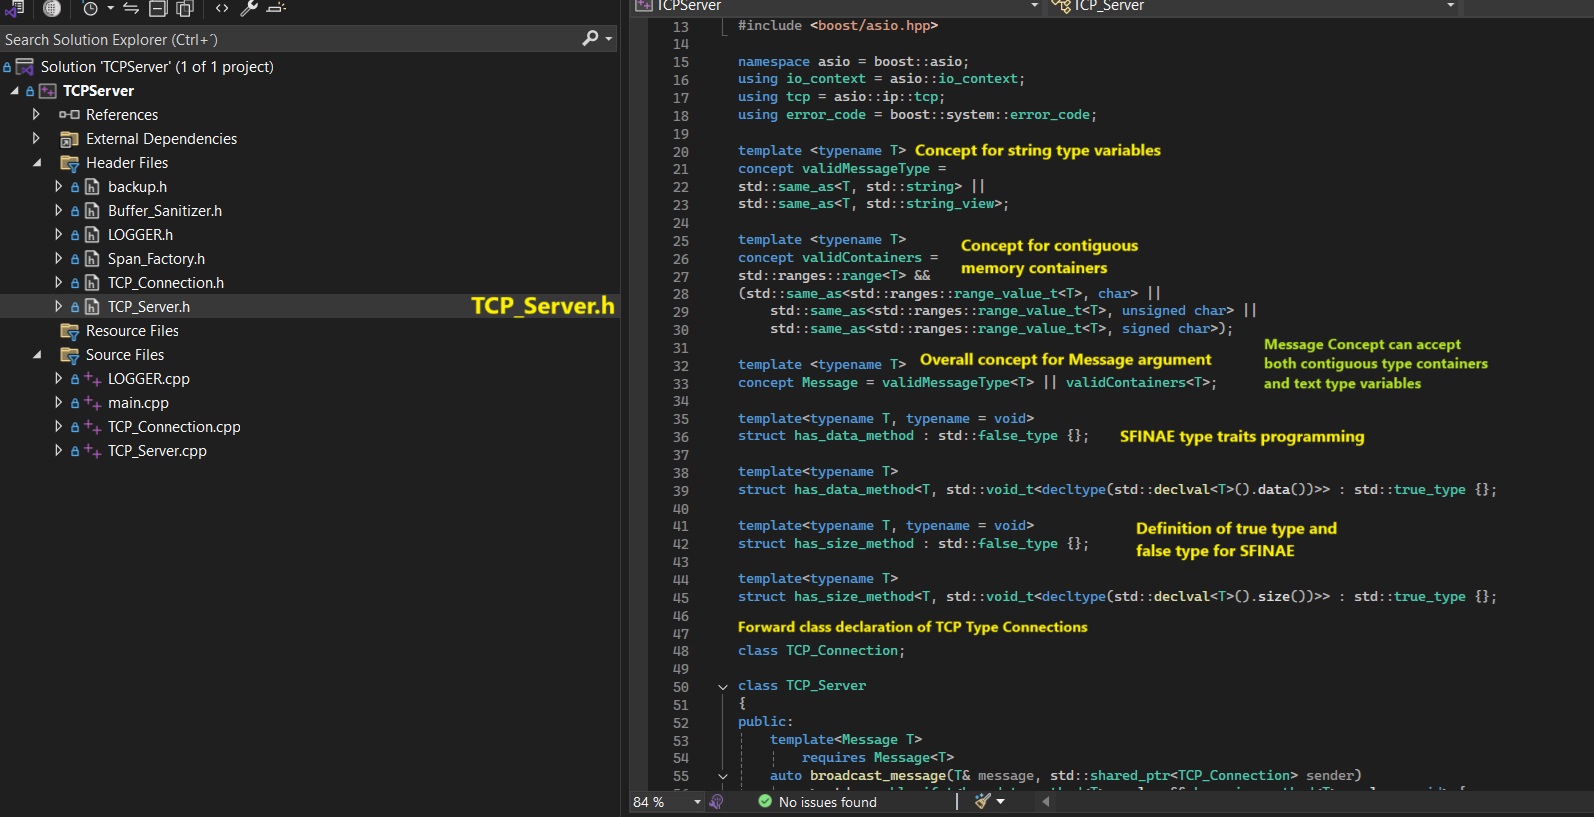 TCPServer
TCP_Server
Search Solution Explorer (Ctrl+´)
Solution 'TCPServer' (1 of 1 project)
TCPServer
References
External Dependencies
Header Files
backup.h
Buffer_Sanitizer.h
LOGGER.h
Span_Factory.h
TCP_Connection.h
TCP_Server.h TCP_Server.h
Resource Files
Source Files
LOGGER.cpp
main.cpp
TCP_Connection.cpp
TCP_Server.cpp
13 #include <boost/asio.hpp>
14
15 namespace asio = boost::asio;
16 using io_context = asio::io_context;
17 using tcp = asio::ip::tcp;
18 using error_code = boost::system::error_code;
19
20 template <typename T> Concept for string type variables
21 concept validMessageType =
22 std::same_as<T, std::string> ||
23 std::same_as<T, std::string_view>;
24
25 template <typename T>
Concept for contiguous
26 concept validContainers =
memory containers
27 std::ranges::range<T> &&
28 (std::same_as<std::ranges::range_value_t<T>, char> ||
29 std::same_as<std::ranges::range_value_t<T>, unsigned char> ||
30 std::same_as<std::ranges::range_value_t<T>, signed char>);
31
Message Concept can accept
both contiguous type containers
and text type variables
32 template <typename T> Overall concept for Message argument
33 concept Message = validMessageType<T> || validContainers<T>;
34
35 template<typename T, typename = void>
36 struct has_data_method : std::false_type {}; SFINAE type traits programming
37
38 template<typename T>
39 struct has_data_method<T, std::void_t<decltype(std::declval<T>().data())>> : std::true_type {};
40
41 template<typename T, typename = void>
Definition of true type and
42 struct has_size_method : std::false_type {};
false type for SFINAE
43
44 template<typename T>
45 struct has_size_method<T, std::void_t<decltype(std::declval<T>().size())>> : std::true_type {};
46
47 Forward class declaration of TCP Type Connections
48 class TCP_Connection;
49
50 class TCP_Server
51 {
52 public:
53 template<Message T>
54 requires Message<T>
55 auto broadcast_message(T& message, std::shared_ptr<TCP_Connection> sender)
84 % No issues found